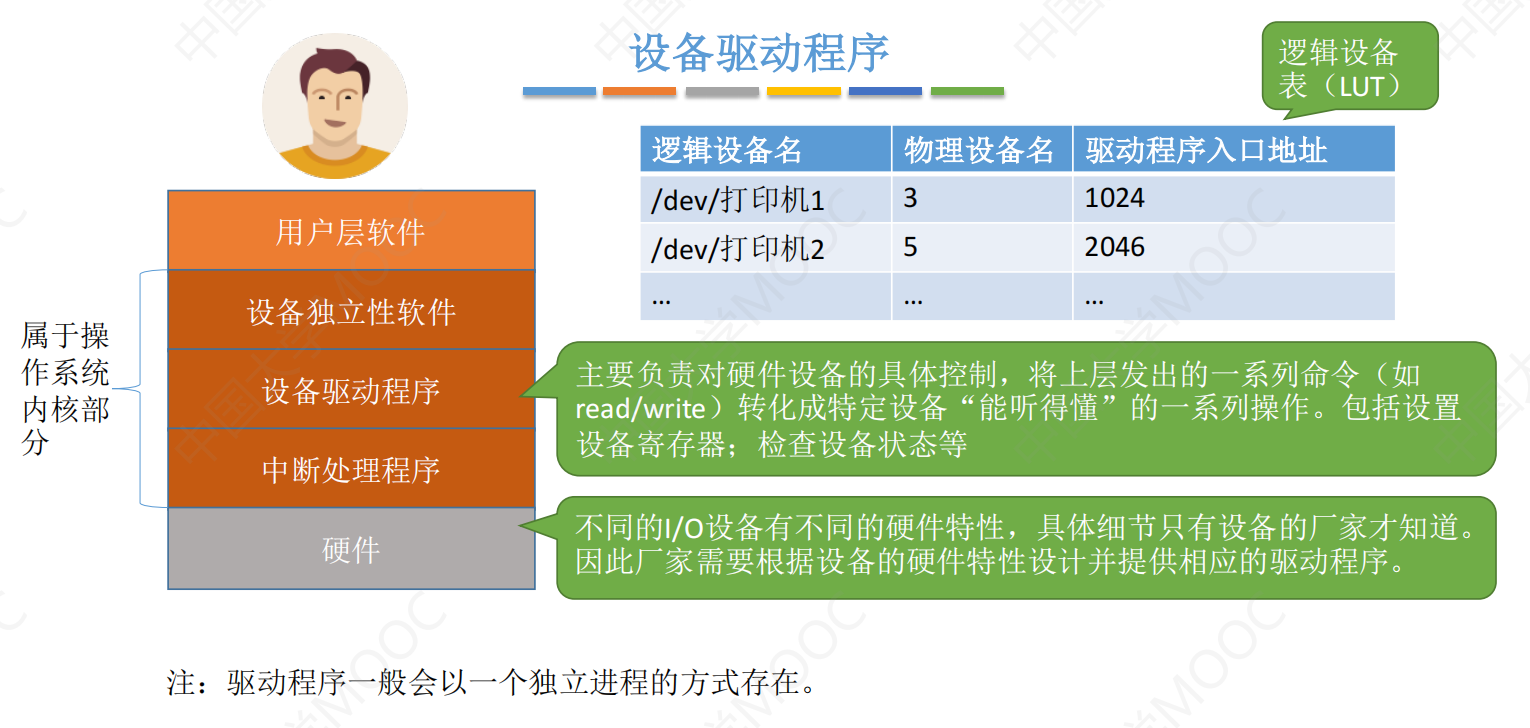 设备驱动程序
逻辑设备
表（LUT）
逻辑设备名 物理设备名 驱动程序入口地址
/dev/打印机1 3 1024
/dev/打印机2 5 2046
... ... ...
用户层软件
设备独立性软件
设备驱动程序
中断处理程序
硬件
属于操
作系统
内核部
分
主要负责对硬件设备的具体控制，将上层发出的一系列命令（如
read/write）转化成特定设备“能听得懂”的一系列操作。包括设置
设备寄存器；检查设备状态等
不同的I/O设备有不同的硬件特性，具体细节只有设备的厂家才知道。
因此厂家需要根据设备的硬件特性设计并提供相应的驱动程序。
注：驱动程序一般会以一个独立进程的方式存在。
中国大学MOOC